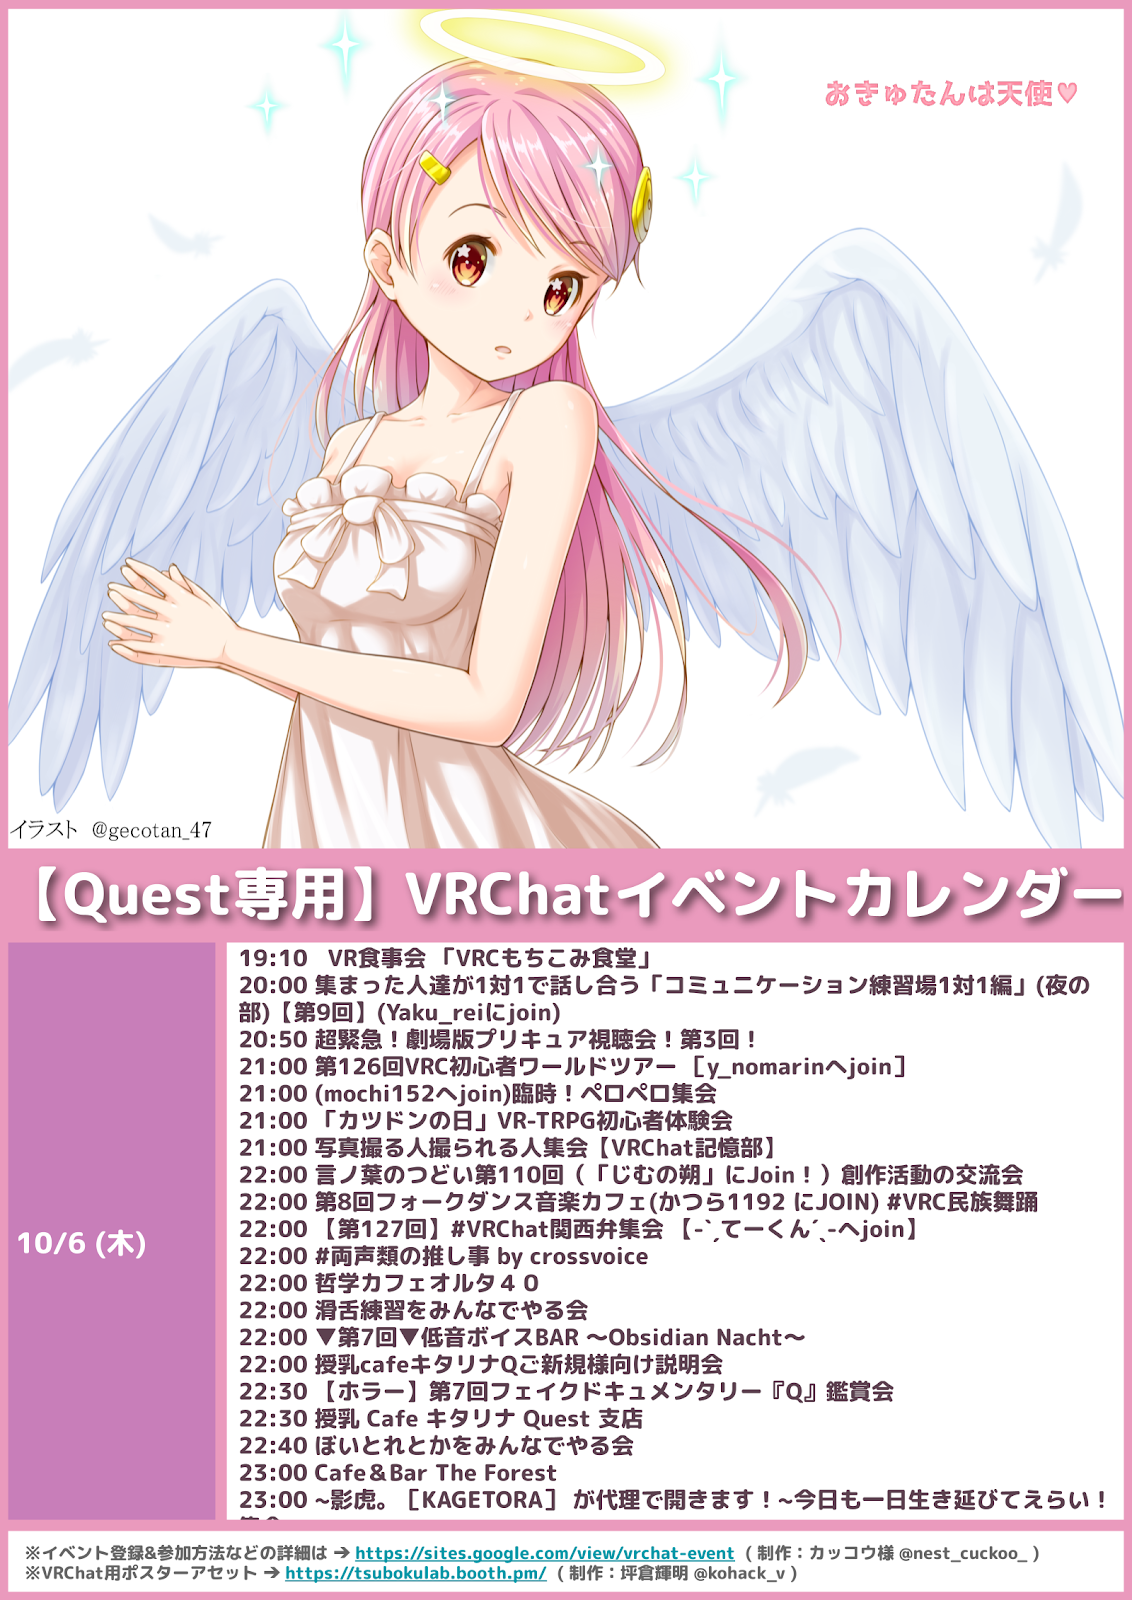 おきゅたんは天使♥
イラスト @gecotan_47
【Quest専用】VRChatイベントカレンダー
10/6 (木)
19:10 VR食事会 「VRCもちこみ食堂」
20:00 集まった人達が1対1で話し合う「コミュニケーション練習場1対1編」(夜の
部)【第9回】(Yaku_reiにjoin)
20:50 超緊急！劇場版プリキュア視聴会！第3回！
21:00 第126回VRC初心者ワールドツアー ［y_nomarinへjoin］
21:00 (mochi152へjoin)臨時！ペロペロ集会
21:00 「カツドンの日」VR-TRPG初心者体験会
21:00 写真撮る人撮られる人集会【VRChat記憶部】
22:00 言ノ葉のつどい第110回（「じむの朔」にJoin！）創作活動の交流会
22:00 第8回フォークダンス音楽カフェ(かつら1192 にJOIN) #VRC民族舞踊
22:00 【第127回】#VRChat関西弁集会 【-ˋˏてーくんˊˎ-へjoin】
22:00 #両声類の推し事 by crossvoice
22:00 哲学カフェオルタ４０
22:00 滑舌練習をみんなでやる会
22:00 ▼第7回▼低音ボイスBAR ～Obsidian Nacht～
22:00 授乳cafeキタリナQご新規様向け説明会
22:30 【ホラー】第7回フェイクドキュメンタリー『Q』鑑賞会
22:30 授乳 Cafe キタリナ Quest 支店
22:40 ぼいとれとかをみんなでやる会
23:00 Cafe＆Bar The Forest
23:00 ~影虎。［KAGETORA］ が代理で開きます！~今日も一日生き延びてえらい！
※イベント登録&参加方法などの詳細は ➔ https://sites.google.com/view/vrchat-event ( 制作：カッコウ様 @nest_cuckoo_ )
※VRChat用ポスターアセット ➔ https://tsubokulab.booth.pm/ ( 制作：坪倉輝明 @kohack_v )